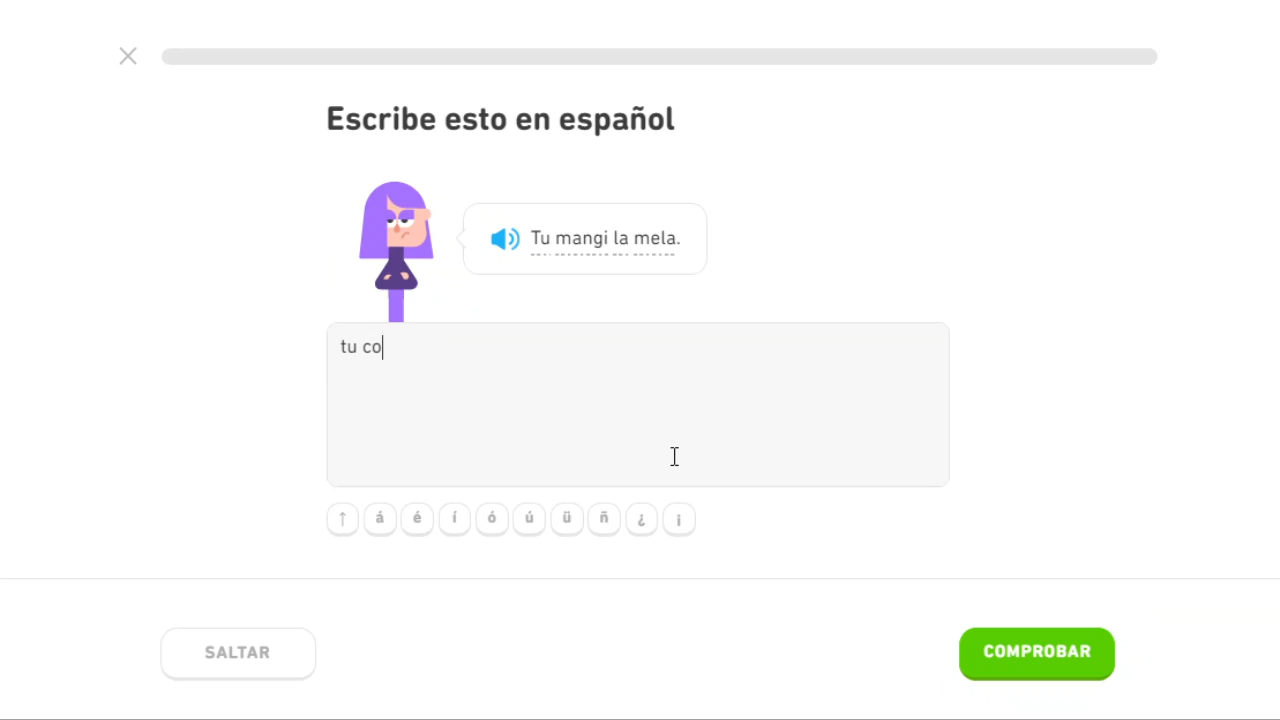 Escribe esto en español
Tu mangi la mela.
tu co
↑ á é í ó ú ü ñ ¿ ¡
SALTAR
COMPROBAR